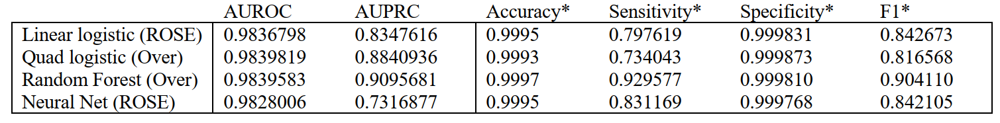 AUROC AUPRC Accuracy* Sensitivity* Specificity* F1*
Linear logistic (ROSE) 0.9836798 0.8347616 0.9995 0.797619 0.999831 0.842673
Quad logistic (Over) 0.9839819 0.8840936 0.9993 0.734043 0.999873 0.816568
Random Forest (Over) 0.9839583 0.9095681 0.9997 0.929577 0.999810 0.904110
Neural Net (ROSE) 0.9828006 0.7316877 0.9995 0.831169 0.999768 0.842105